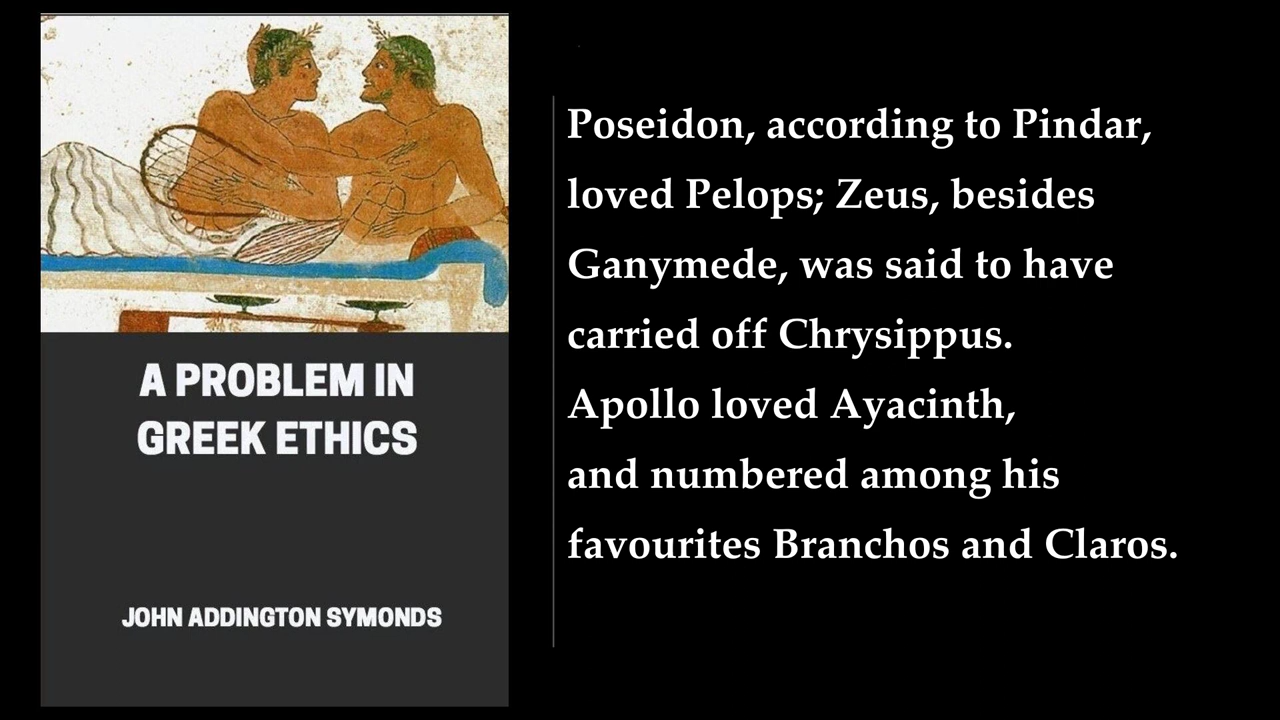 A PROBLEM IN
GREEK ETHICS
JOHN ADDINGTON SYMONDS
Poseidon, according to Pindar,
loved Pelops; Zeus, besides
Ganymede, was said to have
carried off Chrysippus.
Apollo loved Ayacinth,
and numbered among his
favourites Branchos and Claros.